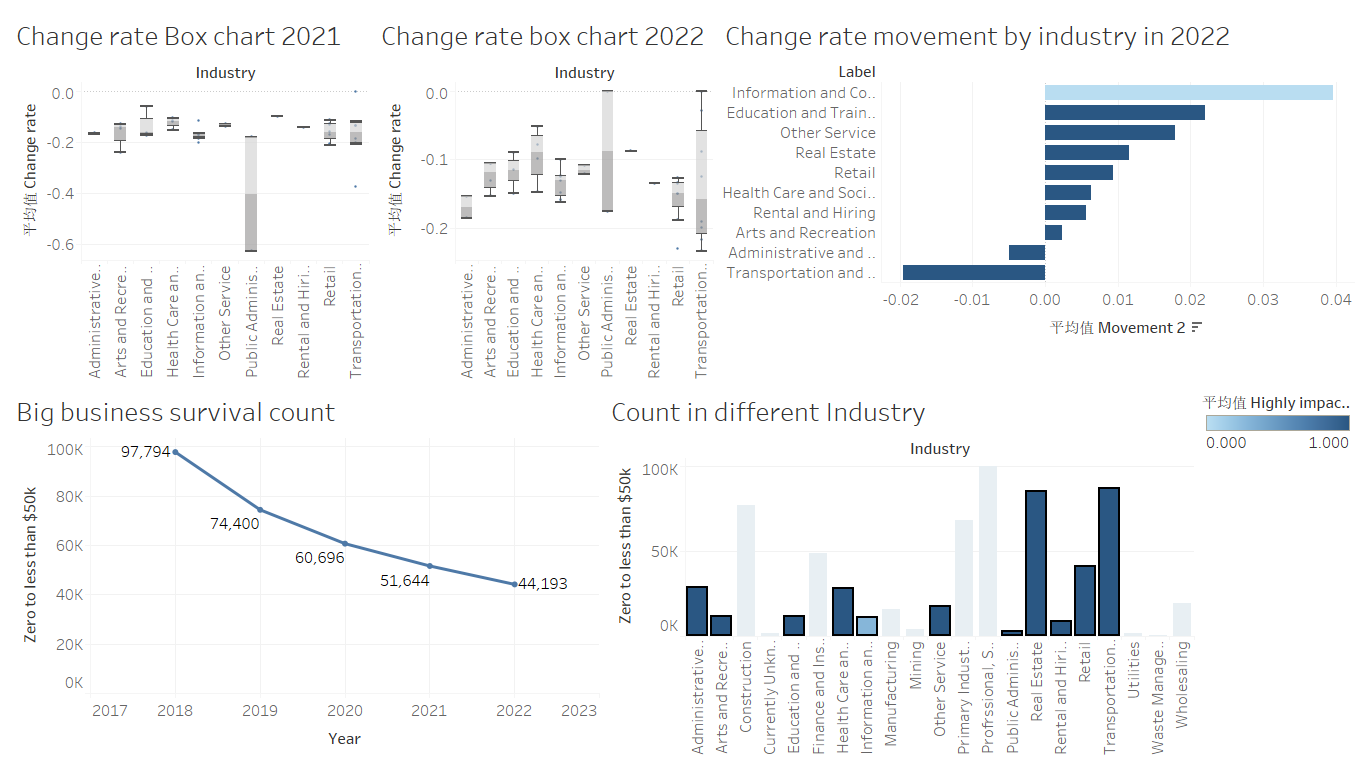 Change rate Box chart 2021
Industry
平均值 Change rate
0.0
-0.2
-0.4
-0.6
Administrative..
Arts and Recre..
Education and ..
Health Care an..
Information an..
Other Service
Public Adminis..
Real Estate
Rental and Hiri..
Retail
Transportation..
Change rate box chart 2022
Industry
平均值 Change rate
0.0
-0.1
-0.2
Administrative..
Arts and Recre..
Education and ..
Health Care an..
Information an..
Other Service
Public Adminis..
Real Estate
Rental and Hiri..
Retail
Transportation..
Change rate movement by industry in 2022
Label
Information and Co..
Education and Train..
Other Service
Real Estate
Retail
Health Care and Soci..
Rental and Hiring
Arts and Recreation
Administrative and ..
Transportation and ..
-0.02
-0.01
0.00
0.01
0.02
0.03
0.04
平均值 Movement 2
Big business survival count
Zero to less than $50k
100K
80K
60K
40K
20K
0K
97,794
74,400
60,696
51,644
44,193
2017
2018
2019
2020
2021
2022
2023
Year
Count in different Industry
Industry
Zero to less than $50k
100K
50K
0K
Administrative..
Arts and Recre..
Construction
Currently Unkn..
Education and ..
Finance and Ins..
Health Care an..
Information an..
Manufacturing
Mining
Other Service
Primary Indust..
Profrssional, S..
Public Adminis..
Real Estate
Rental and Hiri..
Retail
Transportation..
Utilities
Waste Manage..
Wholesaling
平均值 Highly impac..
0.000
1.000